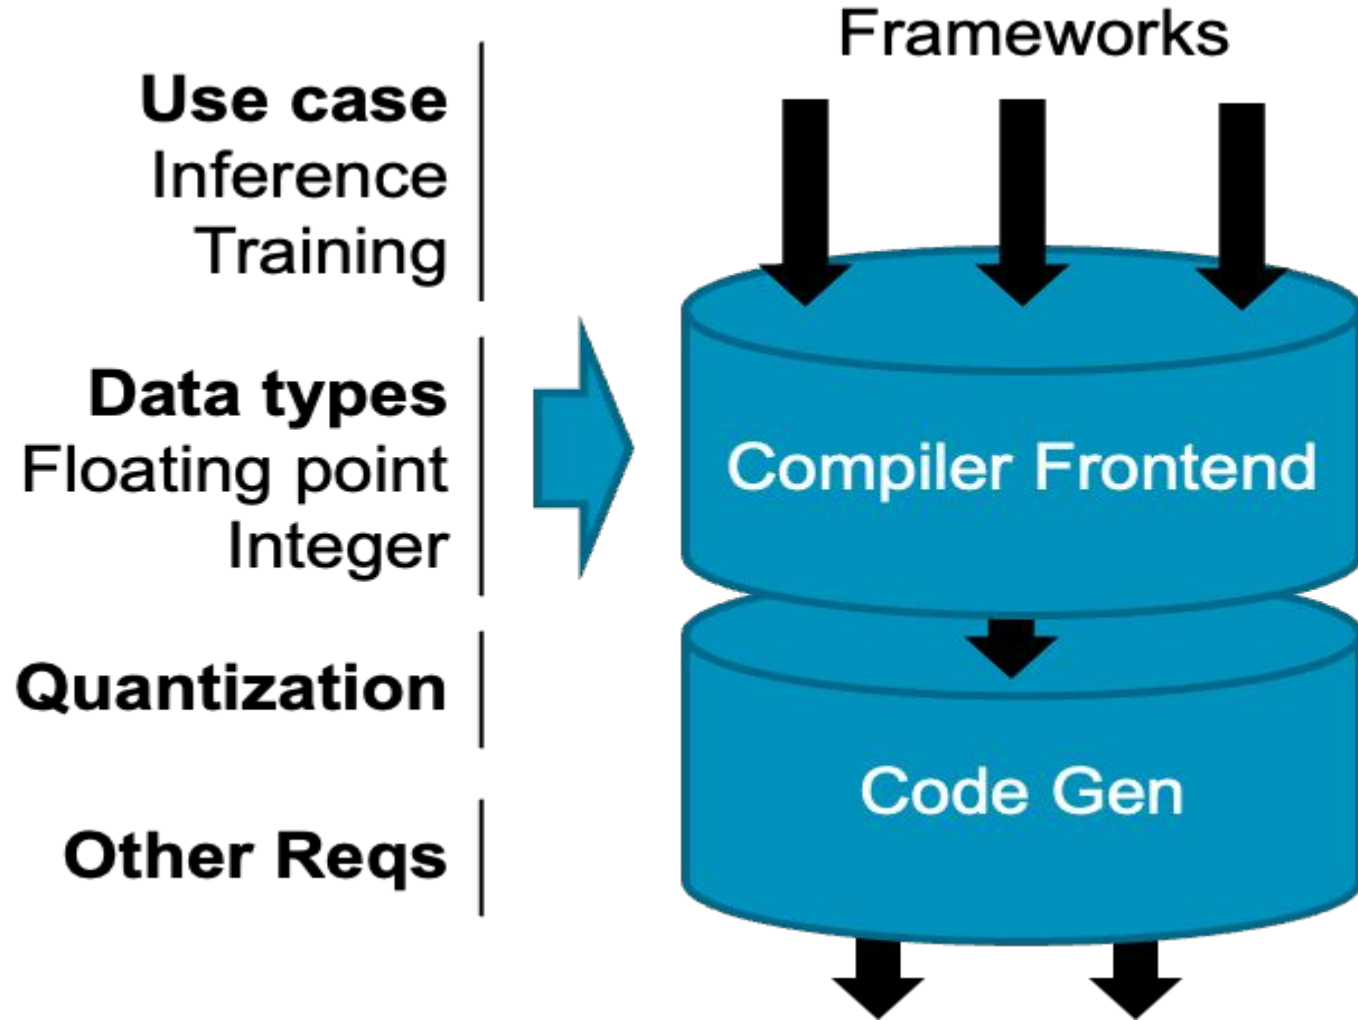 Frameworks
Use case
Inference
Training
Data types
Floating point
Integer
Quantization
Other Reqs
Compiler Frontend
Code Gen